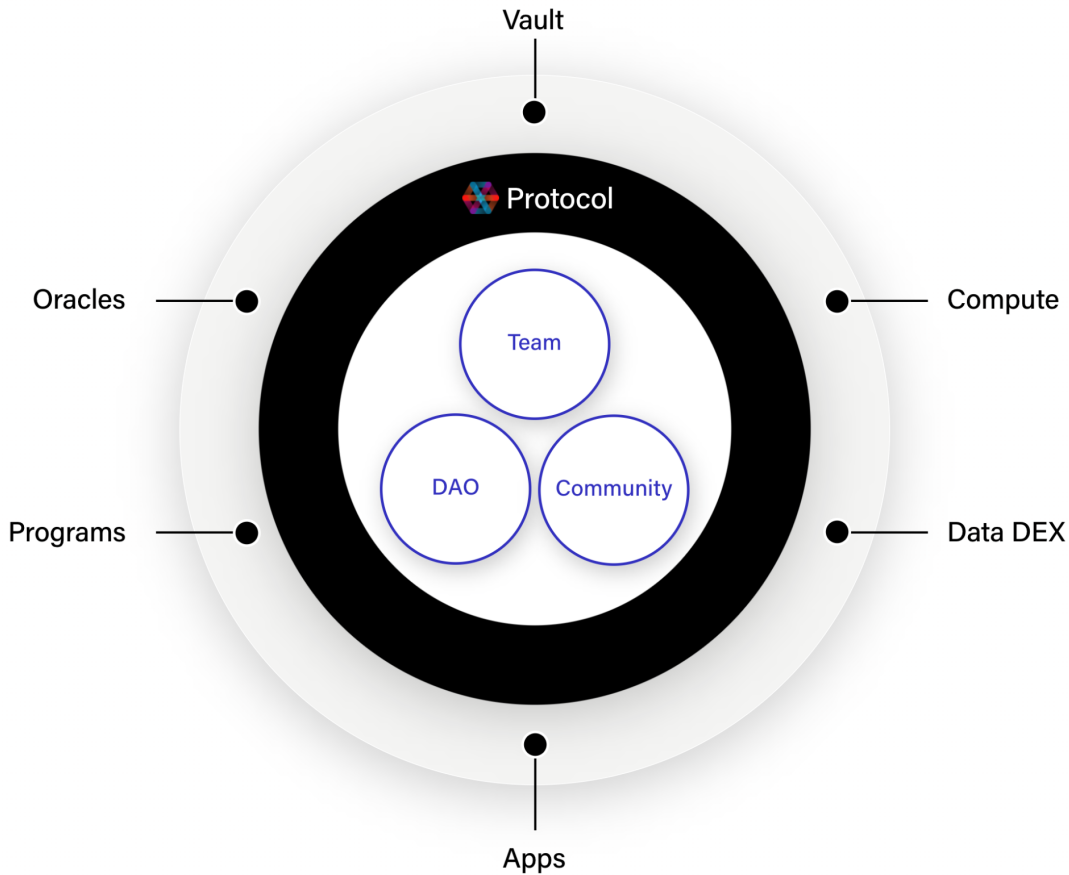 Vault
Protocol
Oracles
Compute
Team
DAO
Community
Programs
Data DEX
Apps